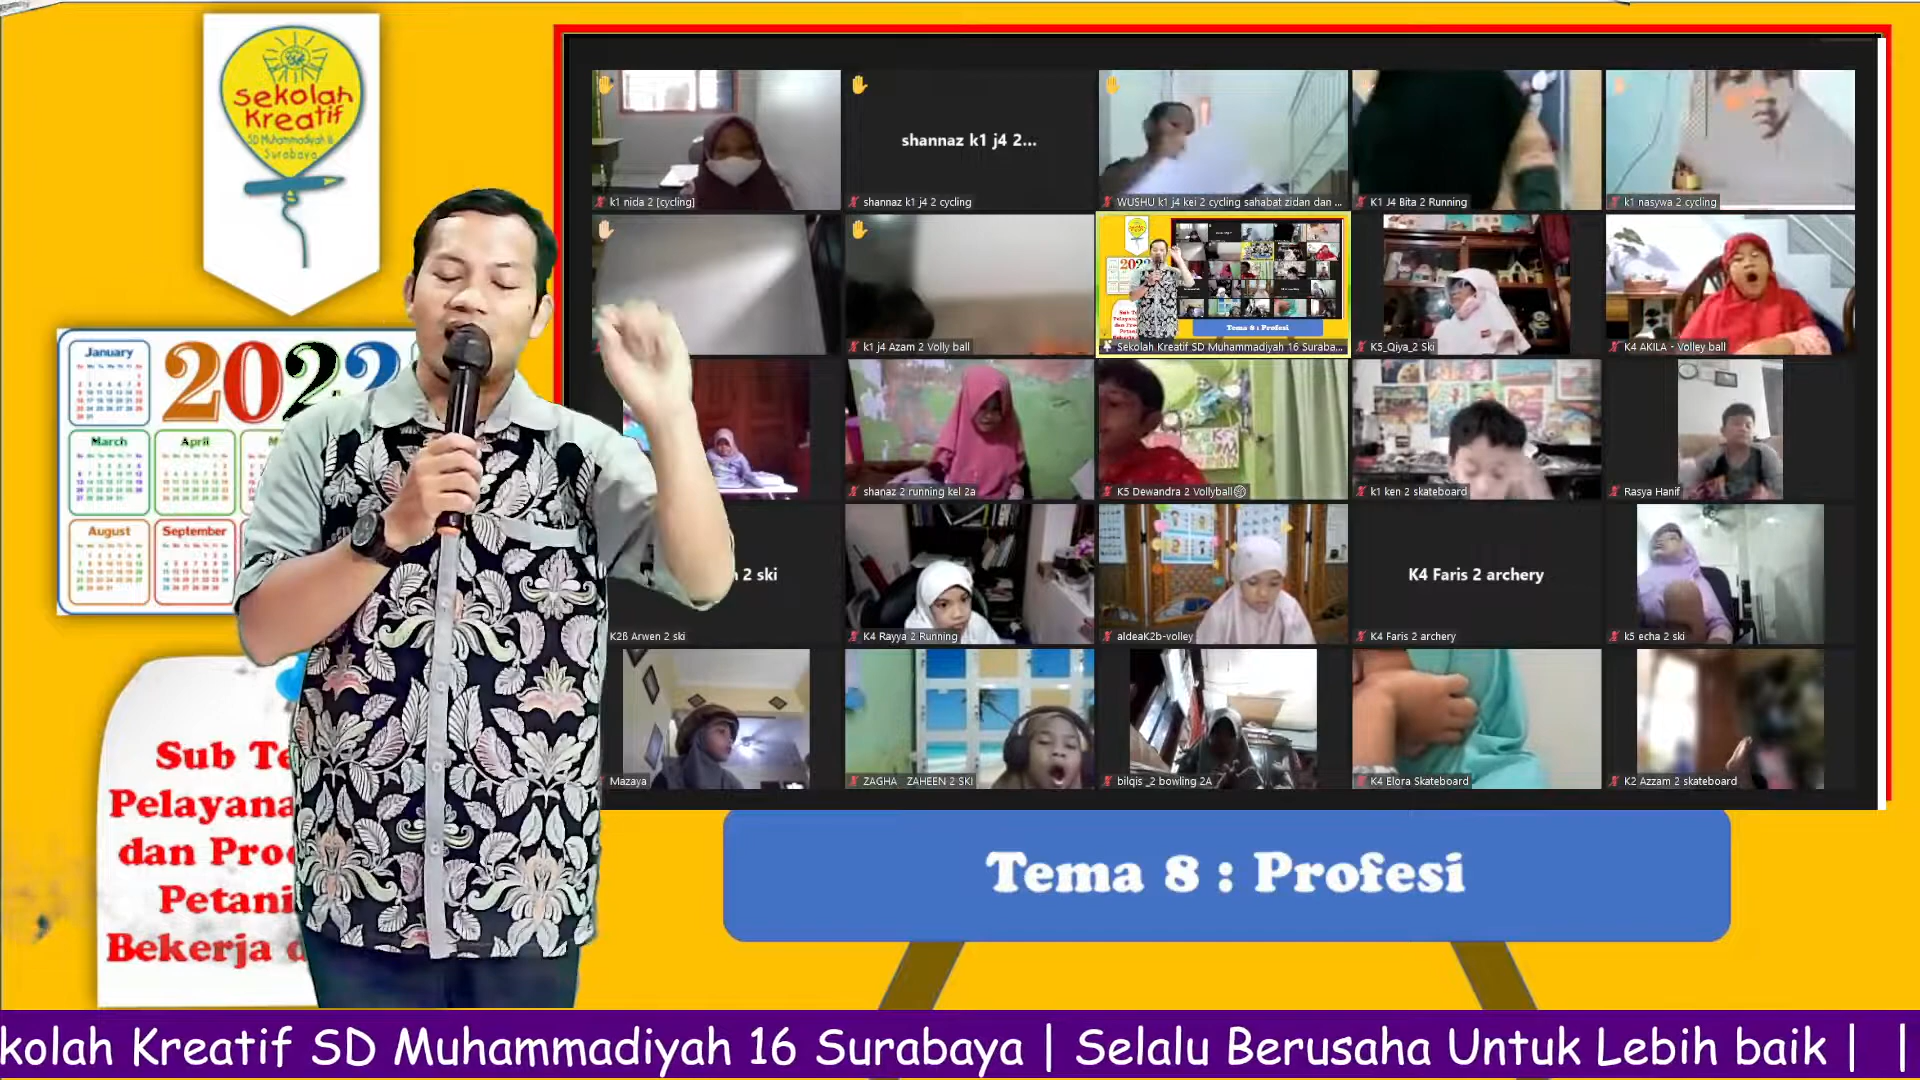 Sekolah
Kreatif
SD Muhammadiyah 16
Surabaya
2022
January
March
April
August
September
Sub Te
Pelayana
dan Pro
Petani
Bekerja
k1 nida 2 [cycling]
shannaz k1 j4 2...
shannaz k1 j4 2 cycling
WUSHU k1 j4 kei 2 cycling sahabat zidan dan ...
K1 J4 Bita 2 Running
k1 nasywa 2 cycling
k1 j4 Azam 2 Volly ball
Tema 8 : Profesi
Sekolah Kreatif SD Muhammadiyah 16 Suraba...
K5_Qiya_2 Ski
K4 AKILA - Volley ball
shanaz 2 running kel 2a
K5 Dewandra 2 Vollyball
k1 ken 2 skateboard
Rasya Hanif
2 ski
K2B Arwen 2 ski
K4 Rayya 2 Running
aldeaK2b-volley
K4 Faris 2 archery
K4 Faris 2 archery
k5 echa 2 ski
Mazaya
ZAGHA ZAHEEN 2 SKI
bilqis _2 bowling 2A
K4 Elora Skateboard
K2 Azzam 2 skateboard
Tema 8 : Profesi
kolah Kreatif SD Muhammadiyah 16 Surabaya | Selalu Berusaha Untuk Lebih baik | |